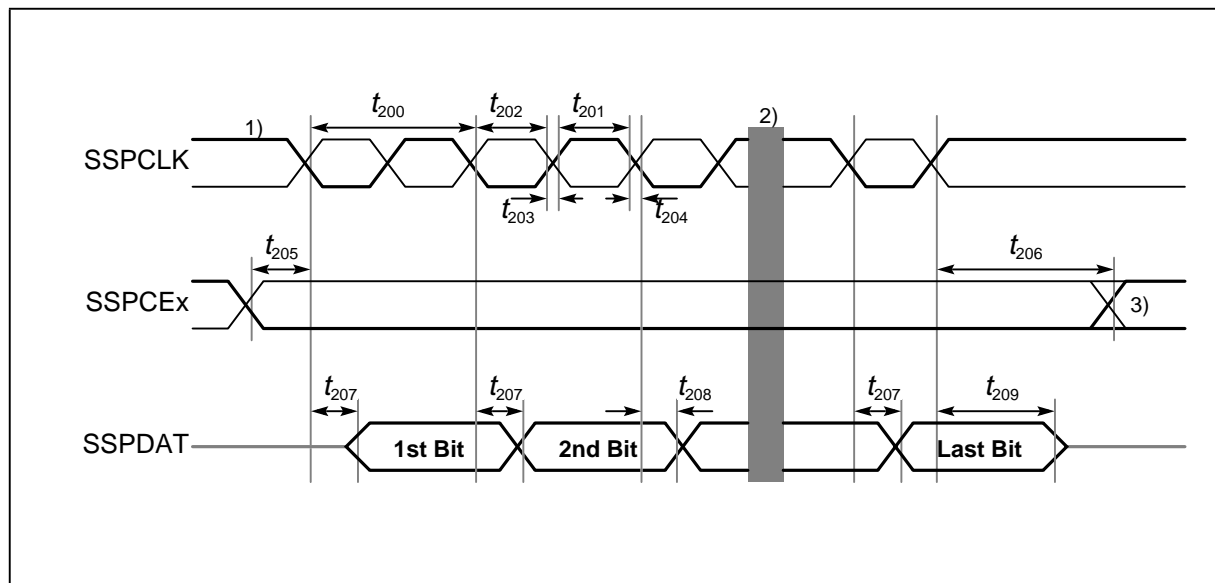 t200 t202 t201
1) 2)
SSPCLK
t203 t204
t205 t206
SSPCEx 3)
t207 t207 t208 t207 t209
SSPDAT 1st Bit 2nd Bit Last Bit